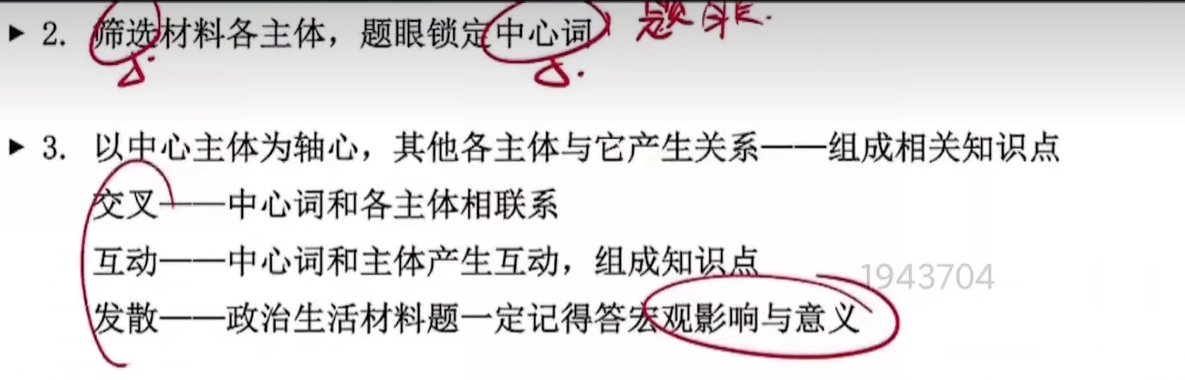 ▶ 2. 筛选材料各主体，题眼锁定中心词 题眼.
▶ 3. 以中心主体为轴心，其他各主体与它产生关系——组成相关知识点
交叉——中心词和各主体相联系
互动——中心词和主体产生互动，组成知识点
1943704
发散——政治生活材料题一定记得答宏观影响与意义